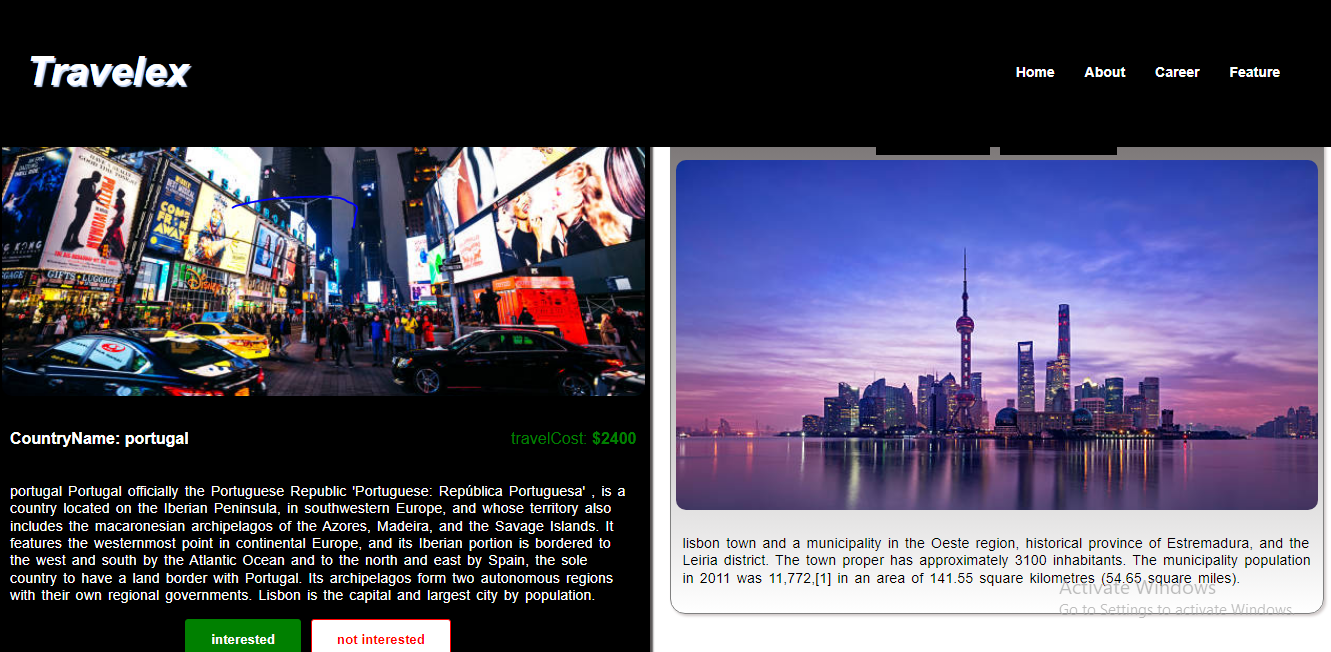 Travelex
Home About Career Feature
PRETTY
WOMAN
COME
FROM
AWAY
GIFTS LUGGAGE
Disney
CountryName: portugal
travelCost: $2400
portugal Portugal officially the Portuguese Republic 'Portuguese: República Portuguesa' , is a
country located on the Iberian Peninsula, in southwestern Europe, and whose territory also
includes the macaronesian archipelagos of the Azores, Madeira, and the Savage Islands. It
features the westernmost point in continental Europe, and its Iberian portion is bordered to
the west and south by the Atlantic Ocean and to the north and east by Spain, the sole
country to have a land border with Portugal. Its archipelagos form two autonomous regions
with their own regional governments. Lisbon is the capital and largest city by population.
interested
not interested
lisbon town and a municipality in the Oeste region, historical province of Estremadura, and the
Leiria district. The town proper has approximately 3100 inhabitants. The municipality population
in 2011 was 11,772,[1] in an area of 141.55 square kilometres (54.65 square miles).
Activate Windows
Go to Settings to activate Windows.